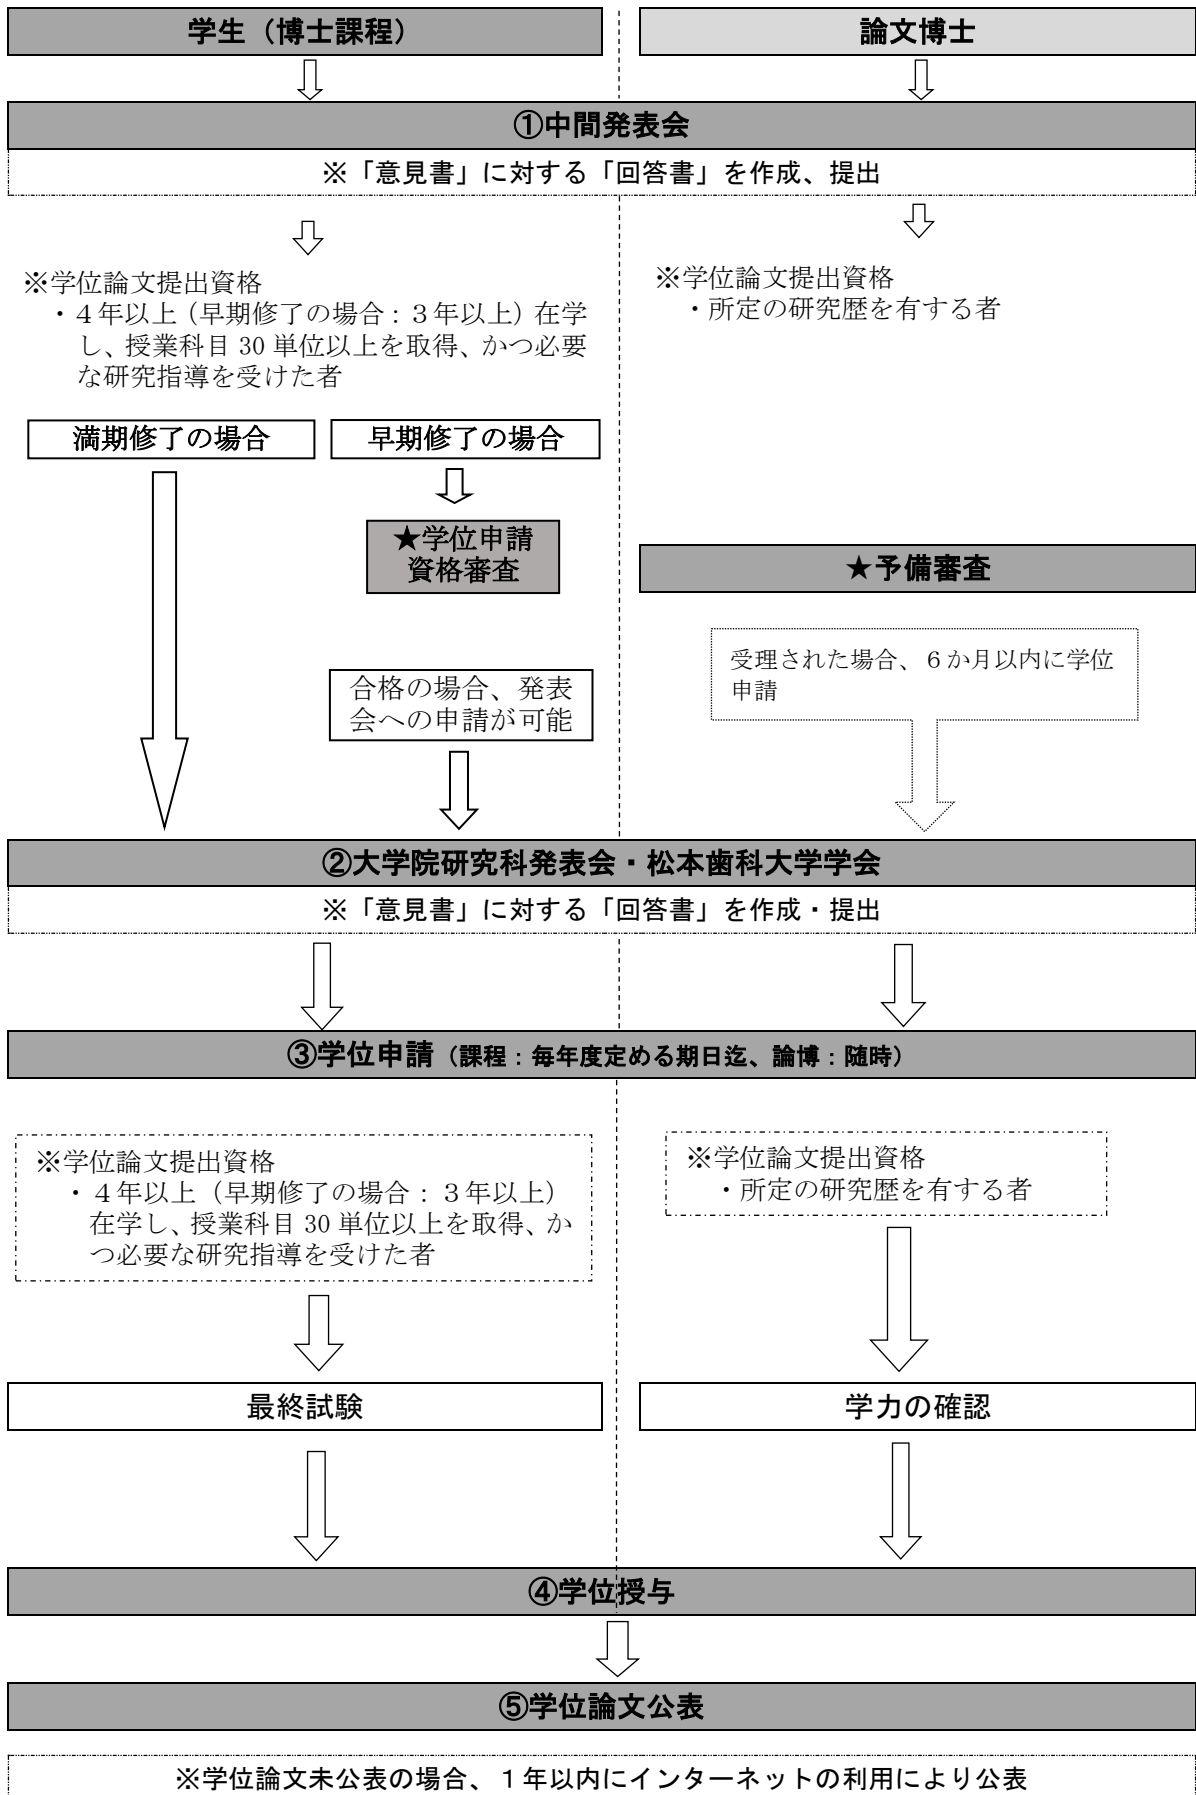 学生（博士課程）
論文博士
①中間発表会
※「意見書」に対する「回答書」を作成、提出
※学位論文提出資格
・４年以上（早期修了の場合：３年以上）在学
し、授業科目 30 単位以上を取得、かつ必要
な研究指導を受けた者
※学位論文提出資格
・所定の研究歴を有する者
満期修了の場合
早期修了の場合
★学位申請
資格審査
★予備審査
受理された場合、６か月以内に学位
申請
合格の場合、発表
会への申請が可能
②大学院研究科発表会・松本歯科大学学会
※「意見書」に対する「回答書」を作成・提出
③学位申請（課程：毎年度定める期日迄、論博：随時）
※学位論文提出資格
・４年以上（早期修了の場合：３年以上）
在学し、授業科目 30 単位以上を取得、か
つ必要な研究指導を受けた者
※学位論文提出資格
・所定の研究歴を有する者
最終試験
学力の確認
④学位授与
⑤学位論文公表
※学位論文未公表の場合、１年以内にインターネットの利用により公表